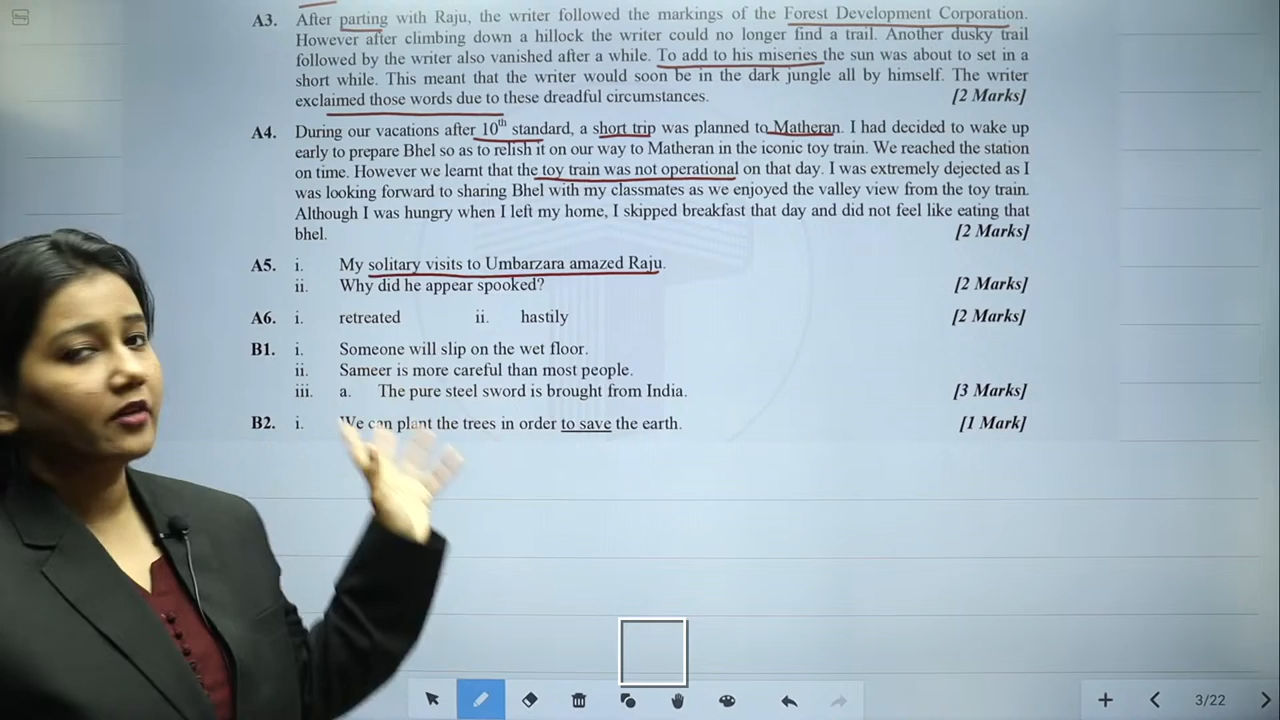 A3. After parting with Raju, the writer followed the markings of the Forest Development Corporation.
However after climbing down a hillock the writer could no longer find a trail. Another dusky trail
followed by the writer also vanished after a while. To add to his miseries the sun was about to set in a
short while. This meant that the writer would soon be in the dark jungle all by himself. The writer
exclaimed those words due to these dreadful circumstances. [2 Marks]
A4. During our vacations after 10th standard, a short trip was planned to Matheran. I had decided to wake up
early to prepare Bhel so as to relish it on our way to Matheran in the iconic toy train. We reached the station
on time. However we learnt that the toy train was not operational on that day. I was extremely dejected as I
was looking forward to sharing Bhel with my classmates as we enjoyed the valley view from the toy train.
Although I was hungry when I left my home, I skipped breakfast that day and did not feel like eating that
bhel. [2 Marks]
A5. i. My solitary visits to Umbarzara amazed Raju.
ii. Why did he appear spooked? [2 Marks]
A6. i. retreated ii. hastily [2 Marks]
B1. i. Someone will slip on the wet floor.
ii. Sameer is more careful than most people.
iii. a. The pure steel sword is brought from India. [3 Marks]
B2. i. We can plant the trees in order to save the earth. [1 Mark]
3/22